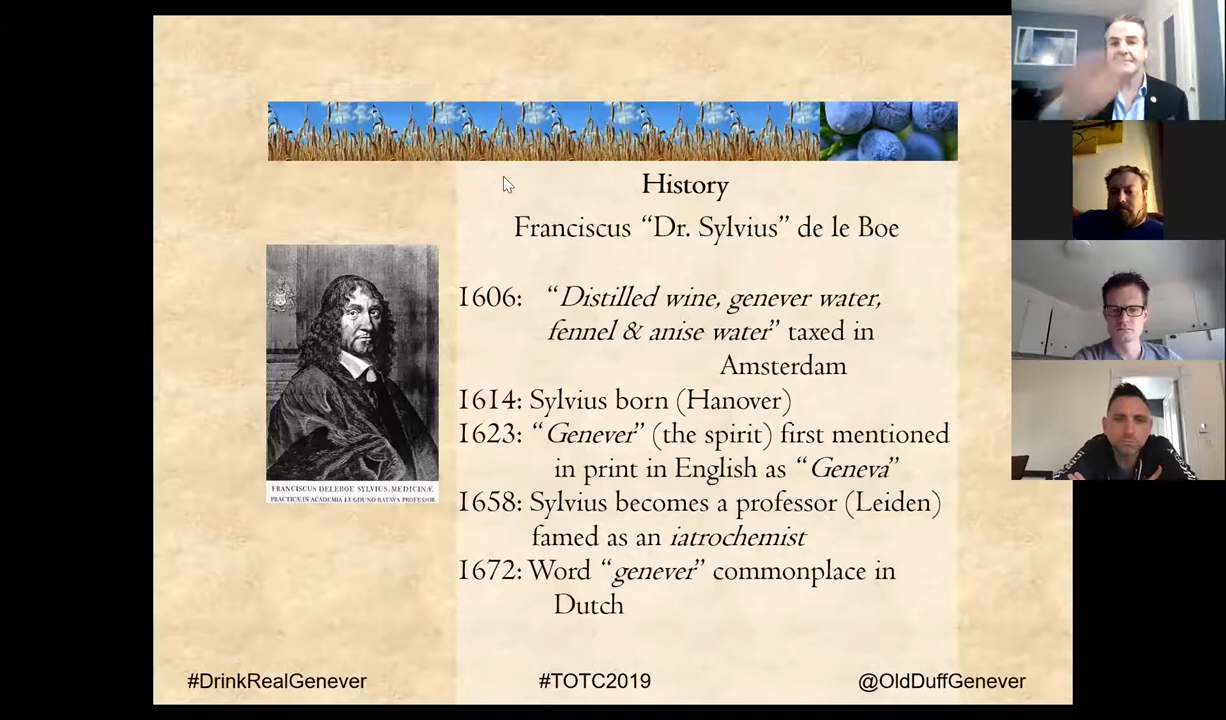 History
Franciscus “Dr. Sylvius” de le Boe
1606: “Distilled wine, genever water,
fennel & anise water” taxed in
Amsterdam
1614: Sylvius born (Hanover)
1623: “Genever” (the spirit) first mentioned
in print in English as “Geneva”
1658: Sylvius becomes a professor (Leiden)
famed as an iatrochemist
1672: Word “genever” commonplace in
Dutch
FRANCISCUS DELEBOE SYLVIUS, MEDICINÆ
PRACTICÆ IN ACADEMIA LUGDUNO BATAVA PROFESSOR
#DrinkRealGenever
#TOTC2019
@OldDuffGenever